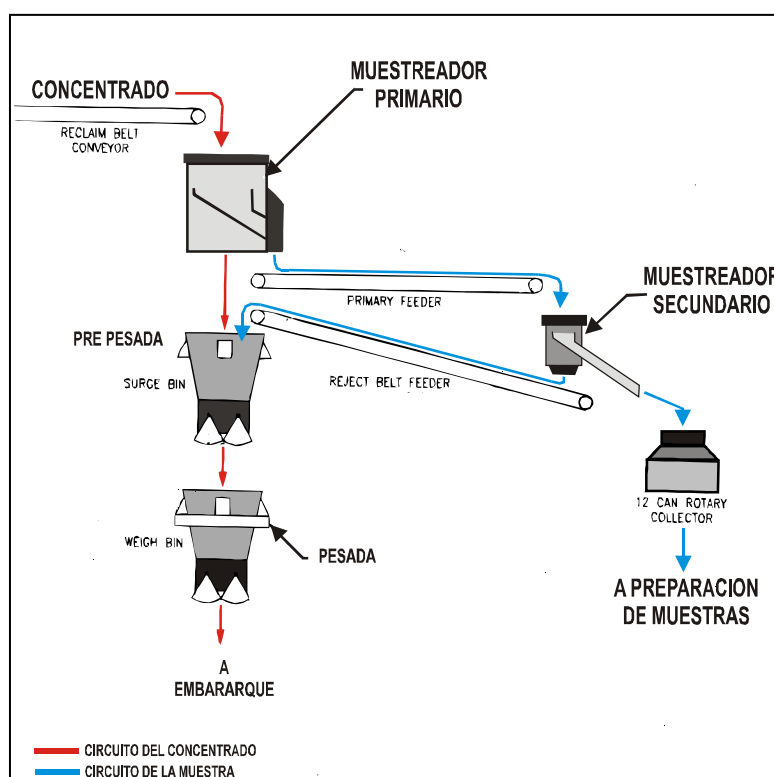 CONCENTRADO
RECLAIM BELT
CONVEYOR
MUESTREADOR
PRIMARIO
PRIMARY FEEDER
MUESTREADOR
SECUNDARIO
PRE PESADA
SURGE BIN
REJECT BELT FEEDER
12 CAN ROTARY
COLLECTOR
WEIGH BIN
PESADA
A PREPARACION
DE MUESTRAS
A
EMBARARQUE
CIRCUITO DEL CONCENTRADO
CIRCUITO DE LA MUESTRA